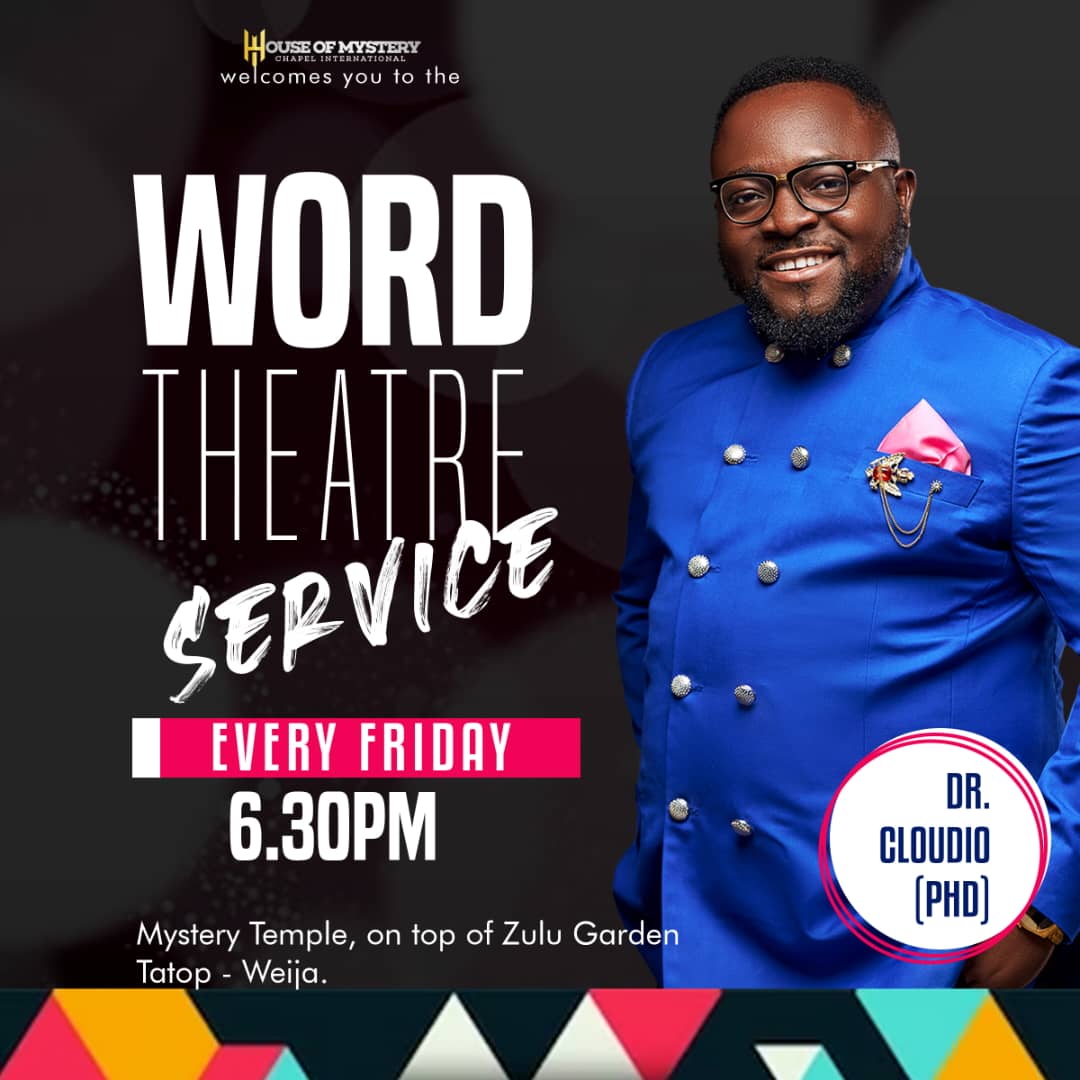 HOUSE OF MYSTERY
CHAPEL INTERNATIONAL
welcomes you to the
WORD
THEATRE
SERVICE
EVERY FRIDAY
6.30PM
Mystery Temple, on top of Zulu Garden
Tatop - Weija.
DR.
CLOUDIO
(PHD)